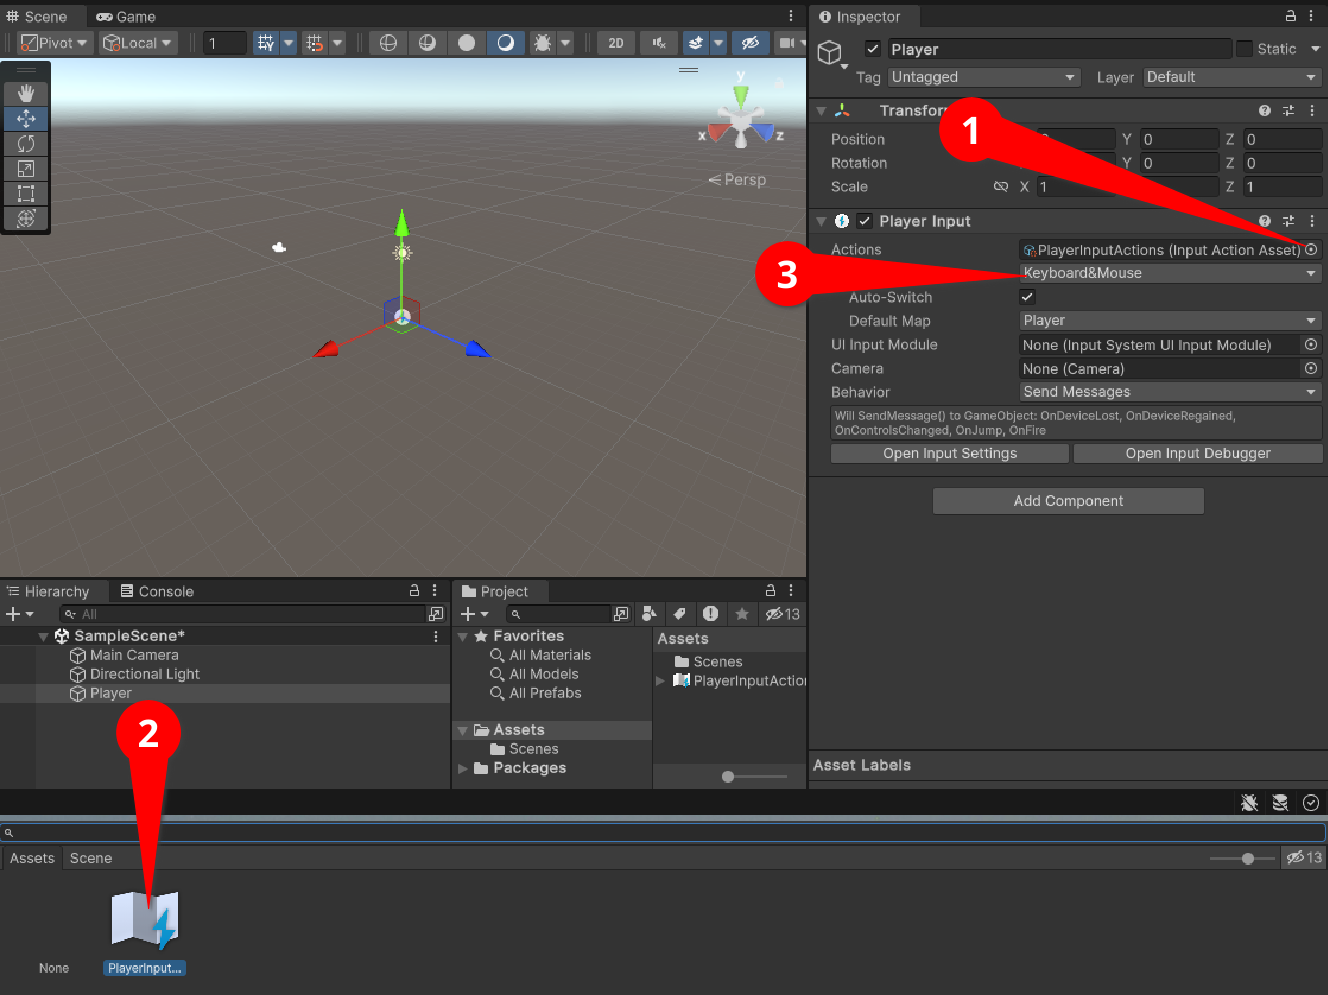 Scene
Game
Inspector
Pivot
Local
1
2D
Player
Static
Tag
Untagged
Layer
Default
y
x
z
Persp
Transfor
1
Position
Y
0
Z
0
Rotation
Y
0
Z
0
Scale
X
1
Z
1
Player Input
Actions
PlayerInputActions (Input Action Asset)
3
Keyboard&Mouse
Auto-Switch
Default Map
Player
UI Input Module
None (Input System UI Input Module)
Camera
None (Camera)
Behavior
Send Messages
Will SendMessage() to GameObject: OnDeviceLost, OnDeviceRegained,
OnControlsChanged, OnJump, OnFire
Open Input Settings
Open Input Debugger
Add Component
Hierarchy
Console
All
SampleScene*
Main Camera
Directional Light
Player
2
Project
13
Favorites
All Materials
All Models
All Prefabs
Assets
Scenes
Packages
Assets
Scenes
PlayerInputAction
Asset Labels
Assets
Scene
13
None
PlayerInput...